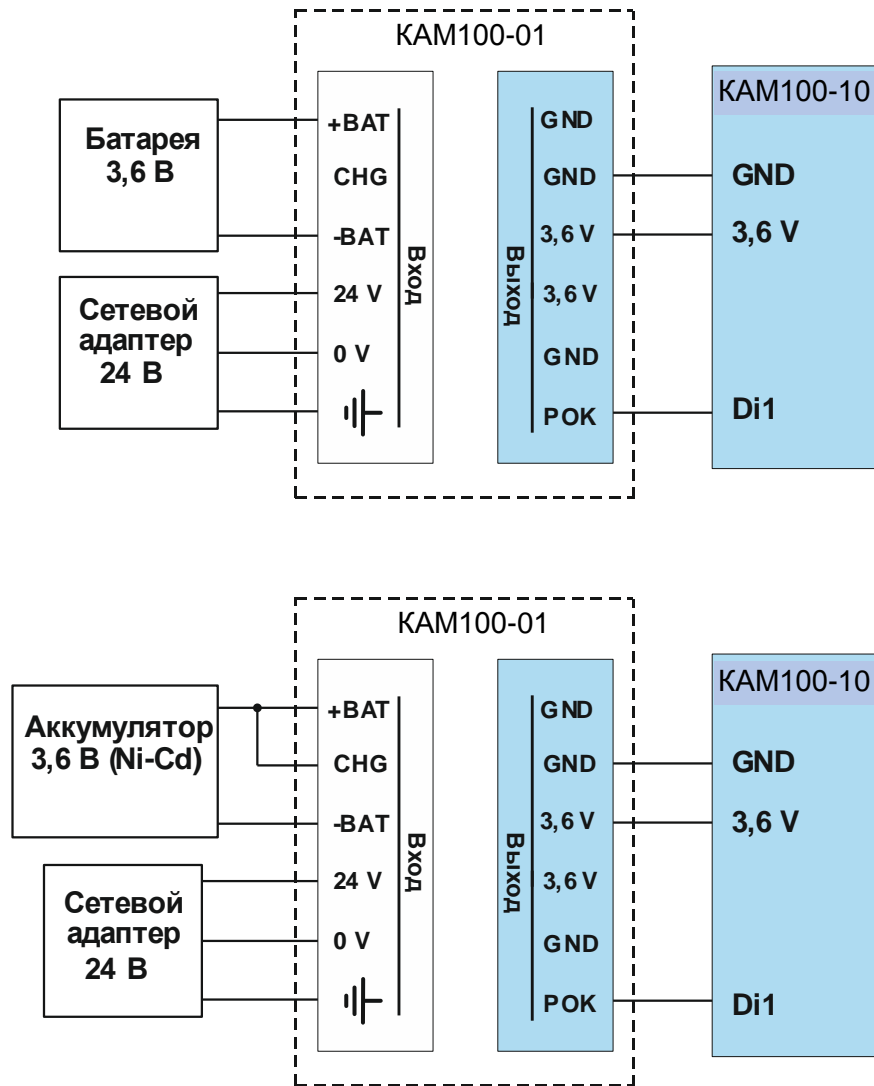 КАМ100-01
КАМ100-10
Батарея
3,6 В
+BAT
CHG
-BAT
24 V
0 V
Вход
Сетевой
адаптер
24 В
Выход
GND
GND
3,6 V
3,6 V
GND
POK
GND
3,6 V
Di1
КАМ100-01
КАМ100-10
Аккумулятор
3,6 В (Ni-Cd)
+BAT
CHG
-BAT
24 V
0 V
Вход
Сетевой
адаптер
24 В
Выход
GND
GND
3,6 V
3,6 V
GND
POK
GND
3,6 V
Di1